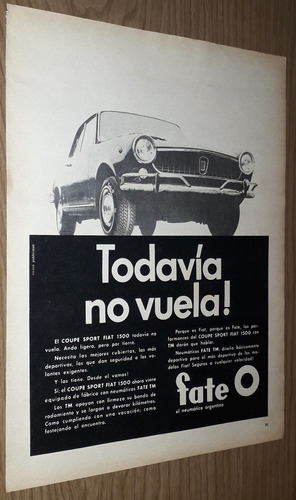 Todavía
no vuela!
El COUPE SPORT FIAT 1500 todavía no
vuela. Anda ligero, pero por tierra.
Necesita las mejores cubiertas, las más
deportivas, las que dan seguridad a los vo-
lantes exigentes.
Y las tiene. Desde el vamos!
Si: el COUPE SPORT FIAT 1500 ahora viene
equipado de fábrica con neumáticos FATE TM
Los TM apoyan con firmeza su banda de
rodamiento y se largan a devorar kilómetros.
Como cumpliendo con una vocación; como
festejando el encuentro.
Porque es Fiat, porque es Fate, las per-
formances del COUPE SPORT FIAT 1500 con
TM darán que hablar.
Neumáticos FATE TM: diseño básicamente
deportivo para el más deportivo de los mo-
delos Fiat! Seguros a cualquier velocidad!
fate O
el neumático argentino